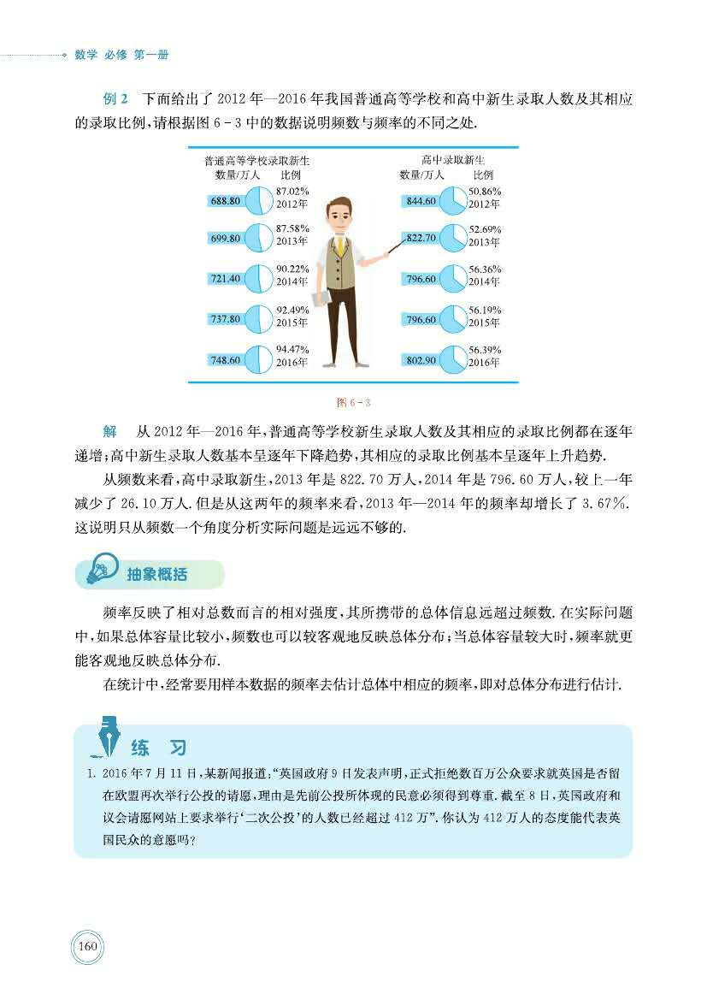 数学 必修 第一册
例 2 下面给出了 2012 年—2016 年我国普通高等学校和高中新生录取人数及其相应
的录取比例,请根据图 6-3 中的数据说明频数与频率的不同之处.
普通高等学校录取新生
数量/万人 比例
688.80 87.02% 2012年
699.80 87.58% 2013年
721.40 90.22% 2014年
737.80 92.49% 2015年
748.60 94.47% 2016年
高中录取新生
数量/万人 比例
844.60 50.86% 2012年
822.70 52.69% 2013年
796.60 56.36% 2014年
796.60 56.19% 2015年
802.90 56.39% 2016年
图 6-3
解 从 2012 年—2016 年,普通高等学校新生录取人数及其相应的录取比例都在逐年
递增;高中新生录取人数基本呈逐年下降趋势,其相应的录取比例基本呈逐年上升趋势.
从频数来看,高中录取新生,2013 年是 822.70 万人,2014 年是 796.60 万人,较上一年
减少了 26.10 万人.但是从这两年的频率来看,2013 年—2014 年的频率却增长了 3.67%.
这说明只从频数一个角度分析实际问题是远远不够的.
抽象概括
频率反映了相对总数而言的相对强度,其所携带的总体信息远超过频数.在实际问题
中,如果总体容量比较小,频数也可以较客观地反映总体分布;当总体容量较大时,频率就更
能客观地反映总体分布.
在统计中,经常要用样本数据的频率去估计总体中相应的频率,即对总体分布进行估计.
练 习
1. 2016 年 7 月 11 日,某新闻报道:“英国政府 9 日发表声明,正式拒绝数百万公众要求就英国是否留
在欧盟再次举行公投的请愿,理由是先前公投所体现的民意必须得到尊重.截至 8 日,英国政府和
议会请愿网站上要求举行‘二次公投’的人数已经超过 412 万”.你认为 412 万人的态度能代表英
国民众的意愿吗?
160